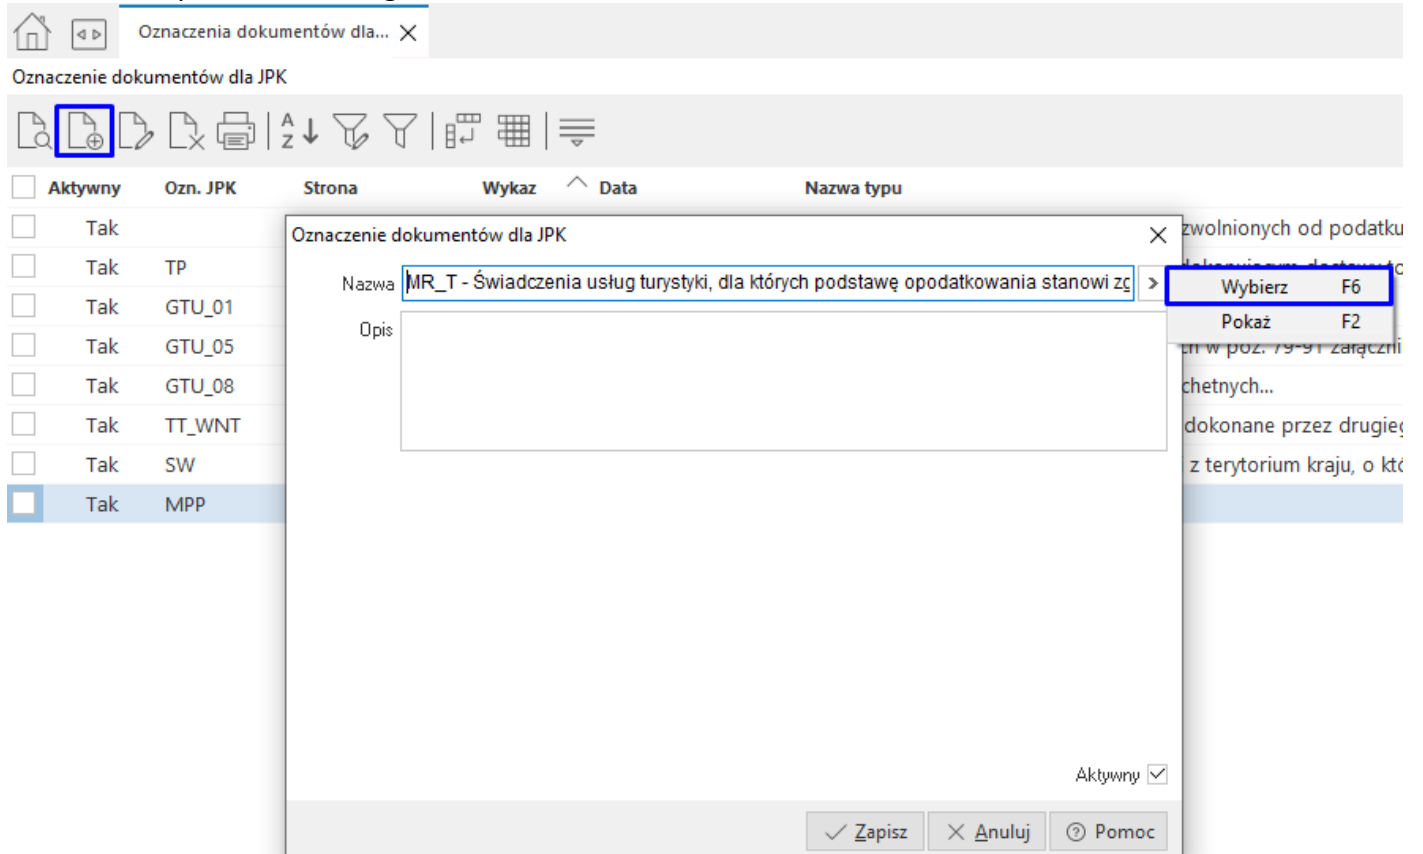 Oznaczenia dokumentów dla...
Oznaczenie dokumentów dla JPK
A
Z
Aktywny Ozn. JPK Strona Wykaz Data Nazwa typu
Tak zwolnionych od podatku
Tak TP
Tak GTU_01
Tak GTU_05 w poz. 79-91
Tak GTU_08 chetnych...
Tak TT_WNT dokonane przez
Tak SW z terytorium kraju, o
Tak MPP
Oznaczenie dokumentów dla JPK
Nazwa MR_T - Świadczenia usług turystyki, dla których podstawę opodatkowania stanowi
Opis
Wybierz F6
Pokaż F2
Aktywny
Zapisz Anuluj Pomoc